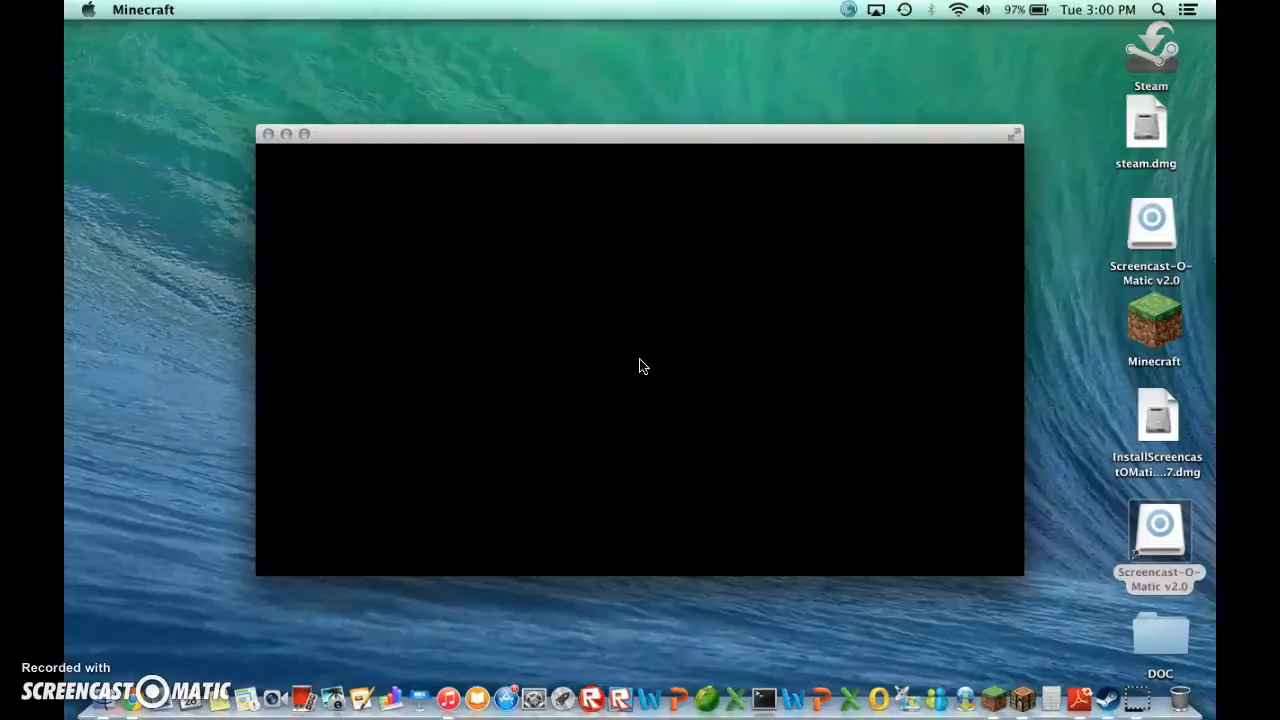 Minecraft
97%
Tue 3:00 PM
Steam
steam.dmg
Screencast-O-
Matic v2.0
Minecraft
InstallScreencas
tOMati....7.dmg
Screencast-O-
Matic v2.0
DOC
Recorded with
SCREENCAST MATIC